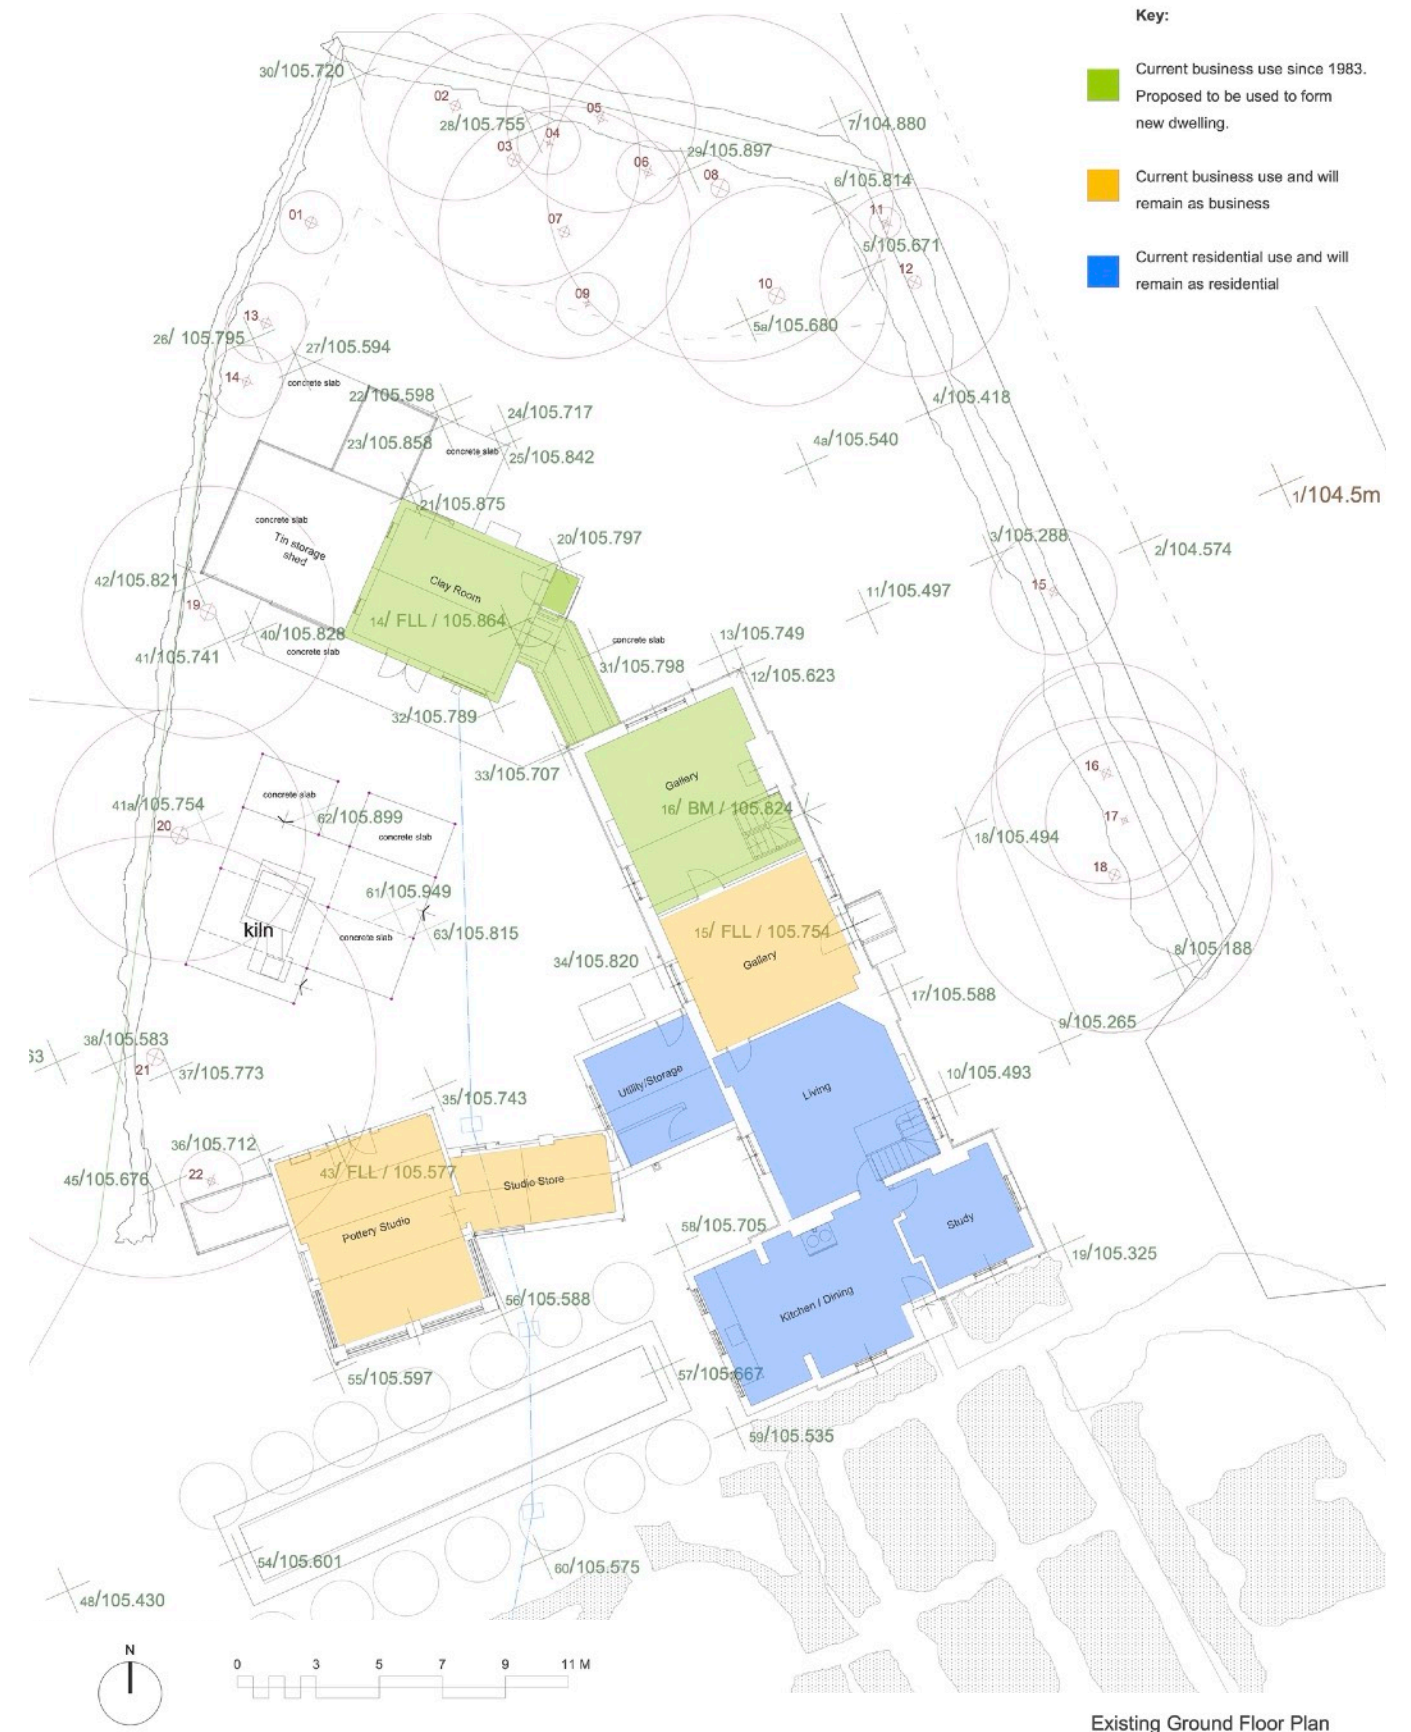 Key:
Current business use since 1983.
Proposed to be used to form
new dwelling.
Current business use and will
remain as business
Current residential use and will
remain as residential
30/105.720
02
28/105.755
03
04
05
06
29/105.897
08
7/104.880
6/105.814
01
07
11
5/105.671
12
09
10
5a/105.680
13
26/ 105.795
27/105.594
14
concrete slab
22/105.598
24/105.717
4/105.418
23/105.858
concrete slab
25/105.842
4a/105.540
1/104.5m
21/105.875
concrete slab
Tin storage
shed
20/105.797
3/105.288
2/104.574
42/105.821
19
Clay Room
15
11/105.497
14/ FLL / 105.864
40/105.828
41/105.741
concrete slab
concrete slab
13/105.749
31/105.798
12/105.623
32/105.789
33/105.707
Gallery
16
concrete slab
41a/105.754
62/105.899
16/ BM / 105.824
17
20
concrete slab
18/105.494
18
61/105.949
kiln
63/105.815
concrete slab
15/ FLL / 105.754
Gallery
34/105.820
8/105.188
17/105.588
9/105.265
63
38/105.583
21
37/105.773
Utility/Storage
Living
10/105.493
35/105.743
36/105.712
45/105.676
22
43/ FLL / 105.577
Studio Store
Pottery Studio
58/105.705
Study
19/105.325
56/105.588
Kitchen / Dining
55/105.597
57/105.667
59/105.535
54/105.601
60/105.575
48/105.430
N
0 3 5 7 9 11 M
Existing Ground Floor Plan